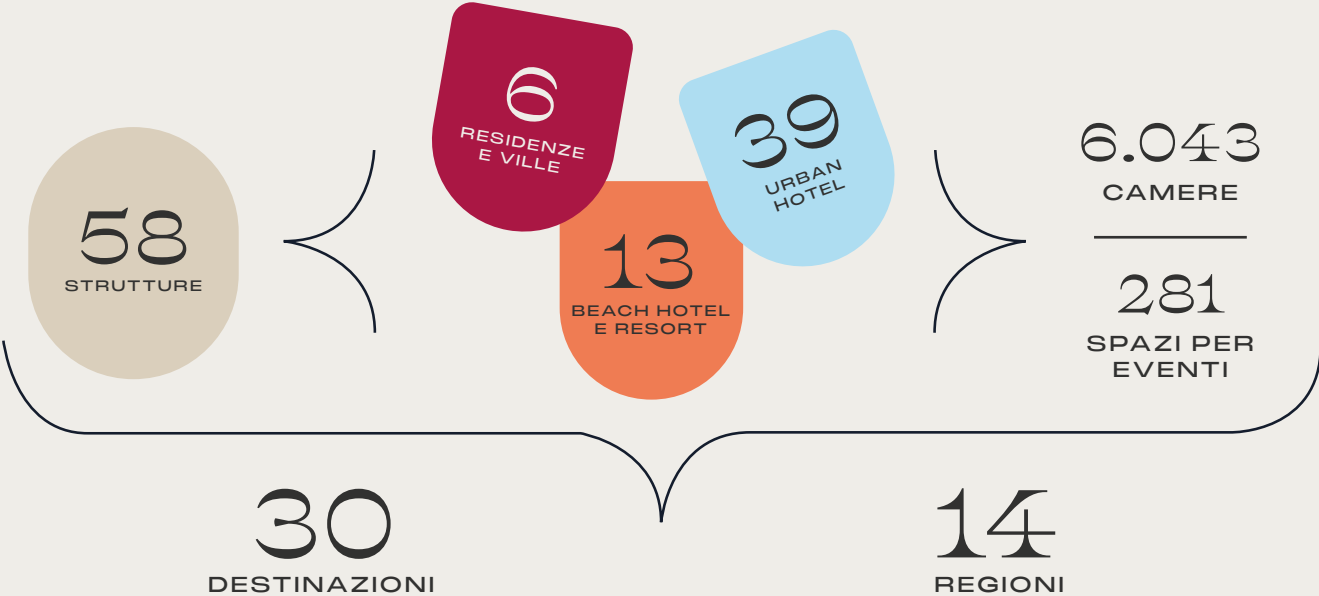 58
STRUTTURE
6
RESIDENZE
E VILLE
13
BEACH HOTEL
E RESORT
39
URBAN
HOTEL
6.043
CAMERE
281
SPAZI PER
EVENTI
30
DESTINAZIONI
14
REGIONI